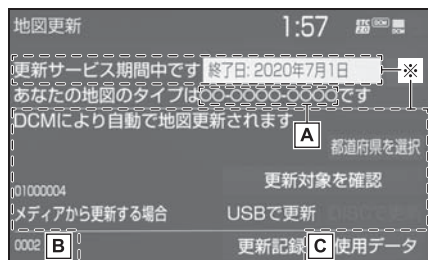 地図更新 1:57 ETC DCM
更新サービス期間中です 終了日: 2020年7月1日 ※
あなたの地図のタイプは○○-○○○○-○○○○です
DCMにより自動で地図更新されます
A
都道府県を選択
01000004
更新対象を確認
メディアから更新する場合 USBで更新
0002 B 更新記録 C 使用データ